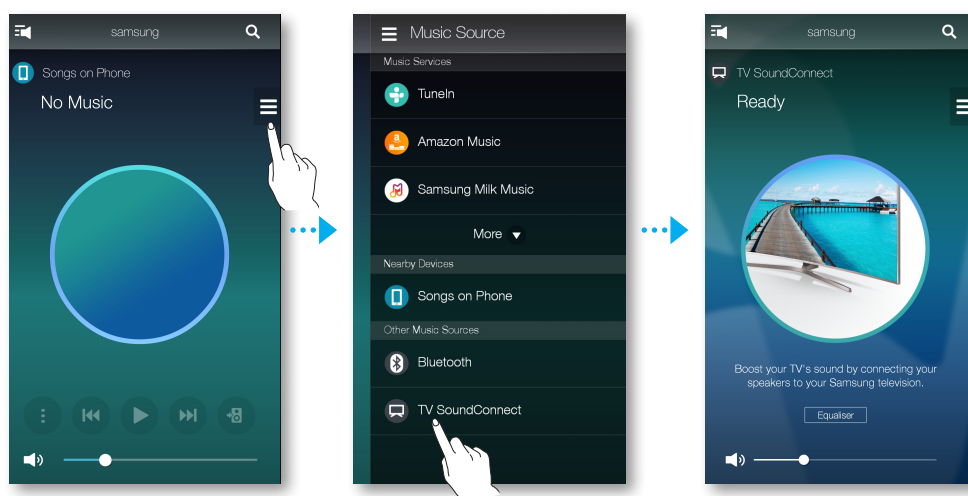 samsung
Songs on Phone
No Music
Music Source
Music Services
TuneIn
a
Amazon Music
Samsung Milk Music
More
Nearby Devices
Songs on Phone
Other Music Sources
Bluetooth
TV SoundConnect
samsung
TV SoundConnect
Ready
Boost your TV's sound by connecting your
speakers to your Samsung television.
Equaliser